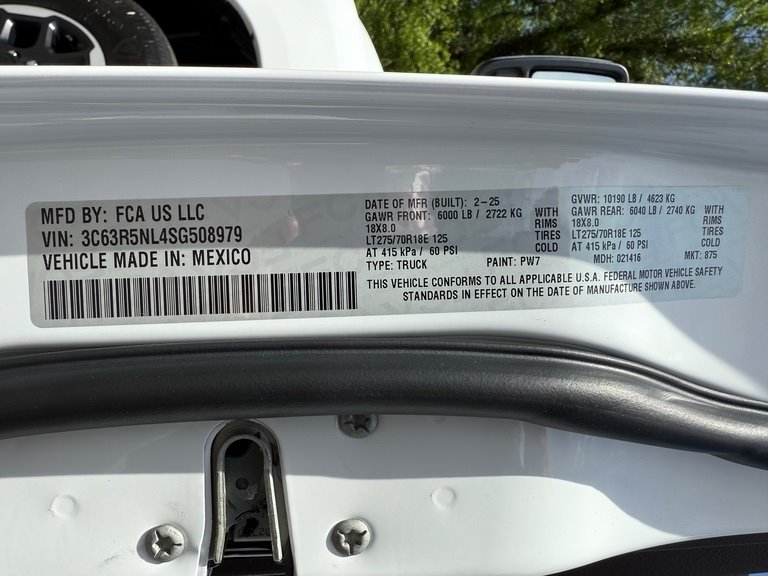 MFD BY: FCA US LLC
VIN: 3C63R5NL4SG508979
VEHICLE MADE IN: MEXICO
DATE OF MFR (BUILT): 2-25
GAWR FRONT: 6000 LB / 2722 KG WITH
18X8.0 RIMS
LT275/70R18E 125 TIRES
AT 415 kPa / 60 PSI COLD
TYPE: TRUCK PAINT: PW7
GVWR: 10190 LB / 4623 KG
GAWR REAR: 6040 LB / 2740 KG WITH
18X8.0 RIMS
LT275/70R18E 125 TIRES
AT 415 kPa / 60 PSI COLD
MDH: 021416 MKT: 875
THIS VEHICLE CONFORMS TO ALL APPLICABLE U.S.A. FEDERAL MOTOR VEHICLE SAFETY
STANDARDS IN EFFECT ON THE DATE OF MANUFACTURE SHOWN ABOVE.